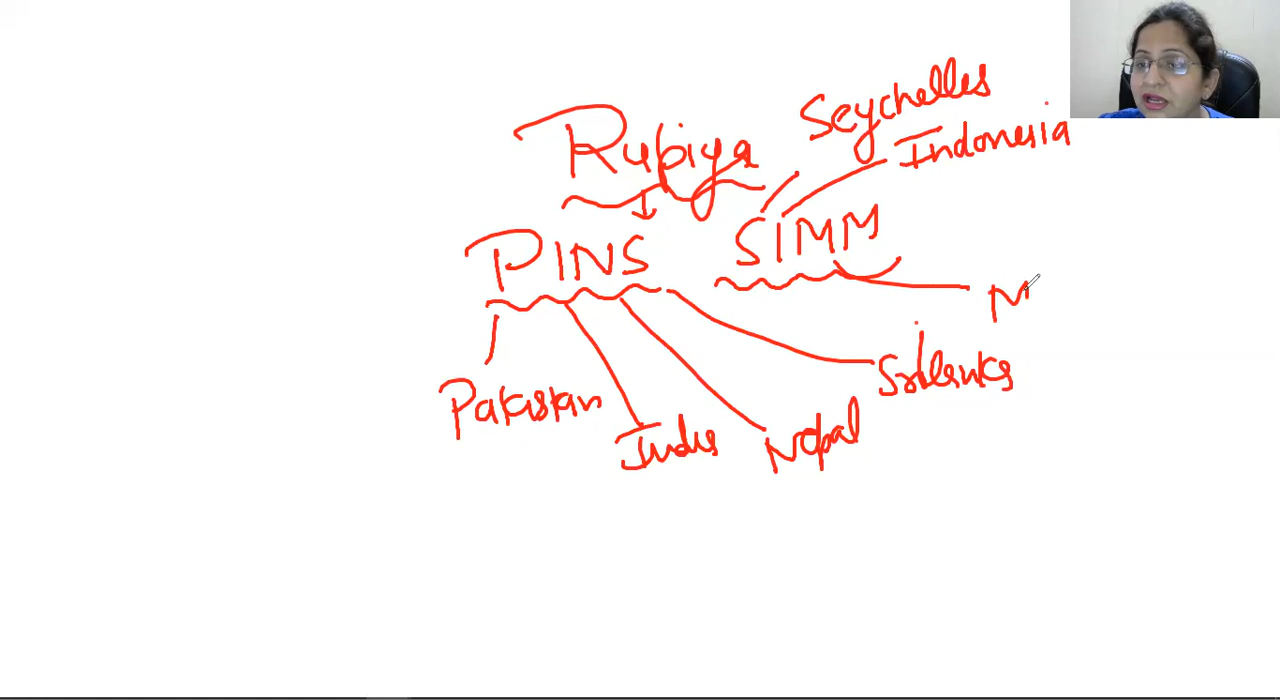 Seychelles
Indonesia
Rupiya
PINS SIMM
M
Srilanka
Pakistan
India Nepal